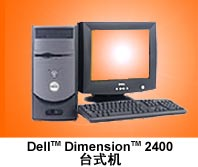 Dell™ Dimension™ 2400
台式机